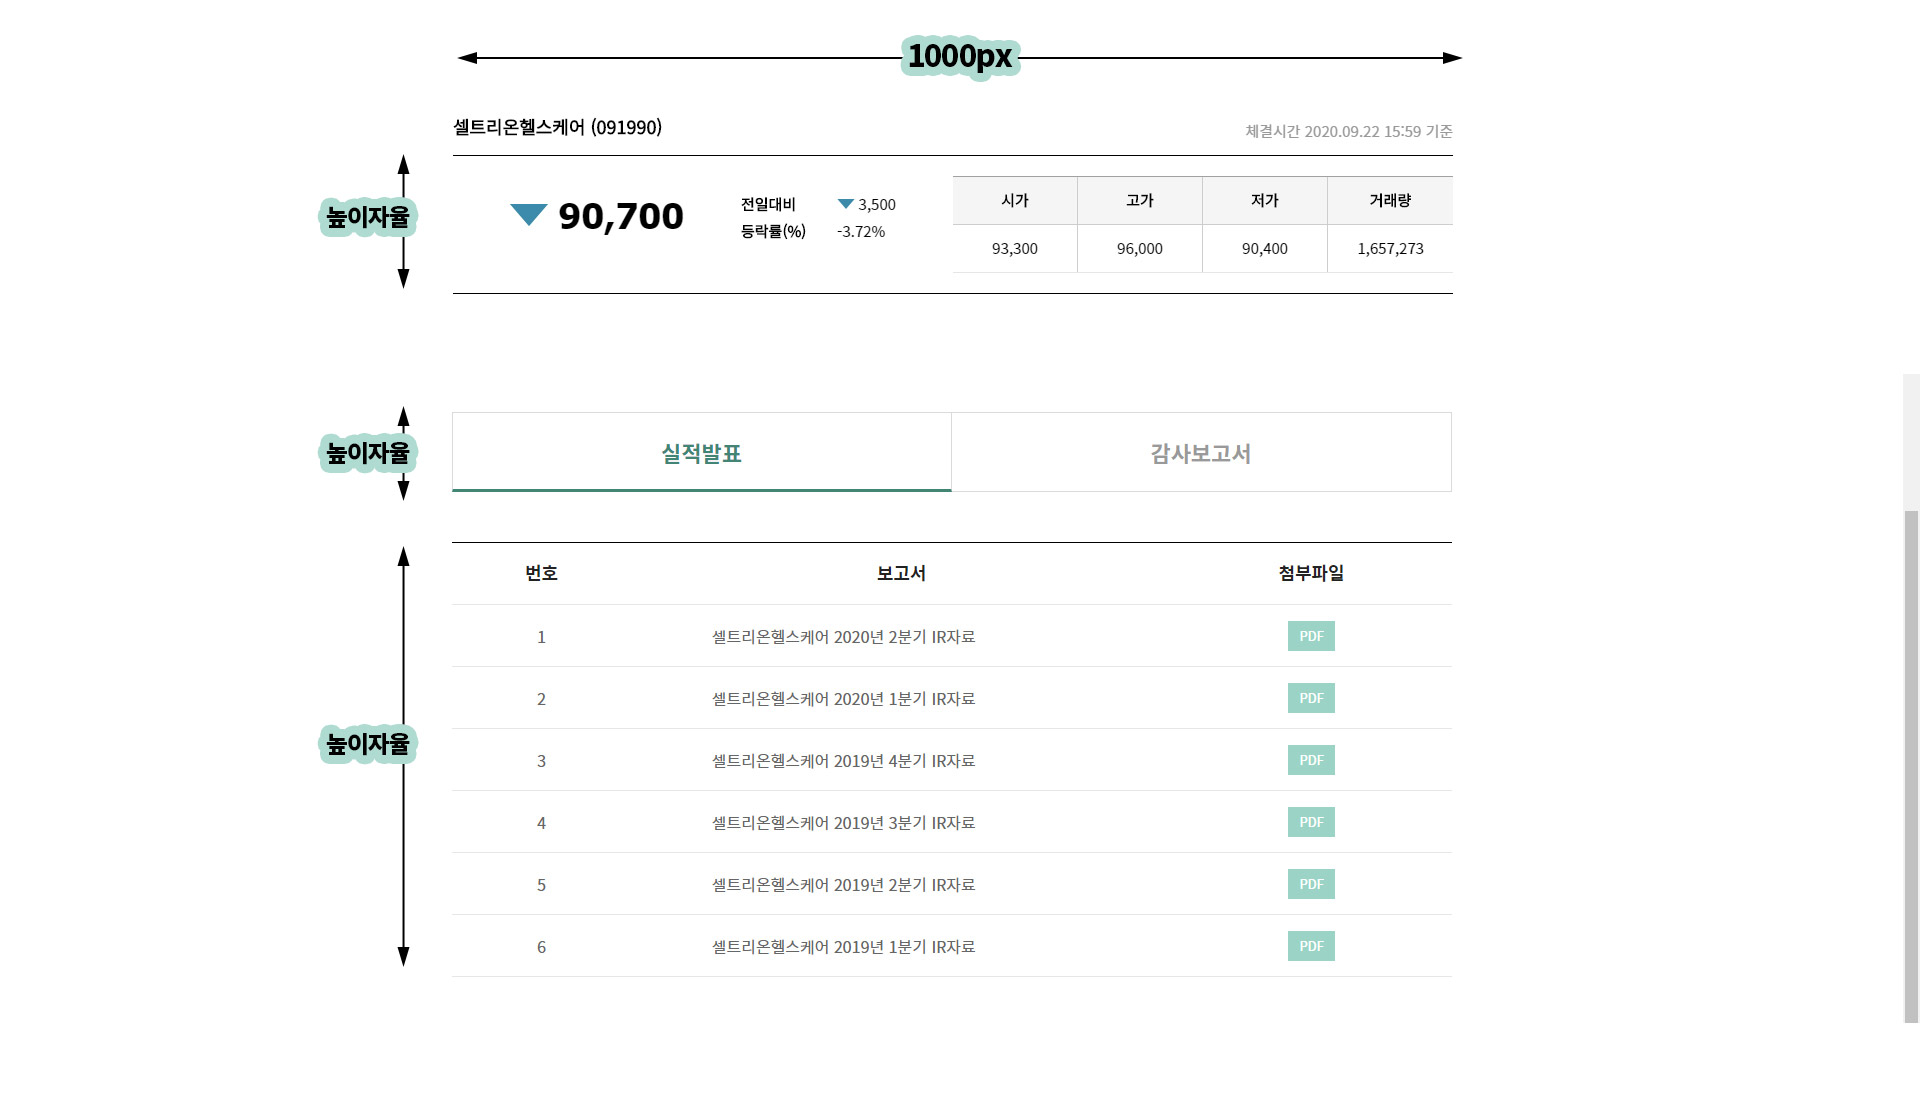 1000px
셀트리온헬스케어 (091990)
체결시간 2020.09.22 15:59 기준
높이자율
90,700
전일대비 3,500
등락률(%) -3.72%
시가 고가 저가 거래량
93,300 96,000 90,400 1,657,273
높이자율
실적발표 감사보고서
번호 보고서 첨부파일
1 셀트리온헬스케어 2020년 2분기 IR자료 PDF
2 셀트리온헬스케어 2020년 1분기 IR자료 PDF
높이자율
3 셀트리온헬스케어 2019년 4분기 IR자료 PDF
4 셀트리온헬스케어 2019년 3분기 IR자료 PDF
5 셀트리온헬스케어 2019년 2분기 IR자료 PDF
6 셀트리온헬스케어 2019년 1분기 IR자료 PDF